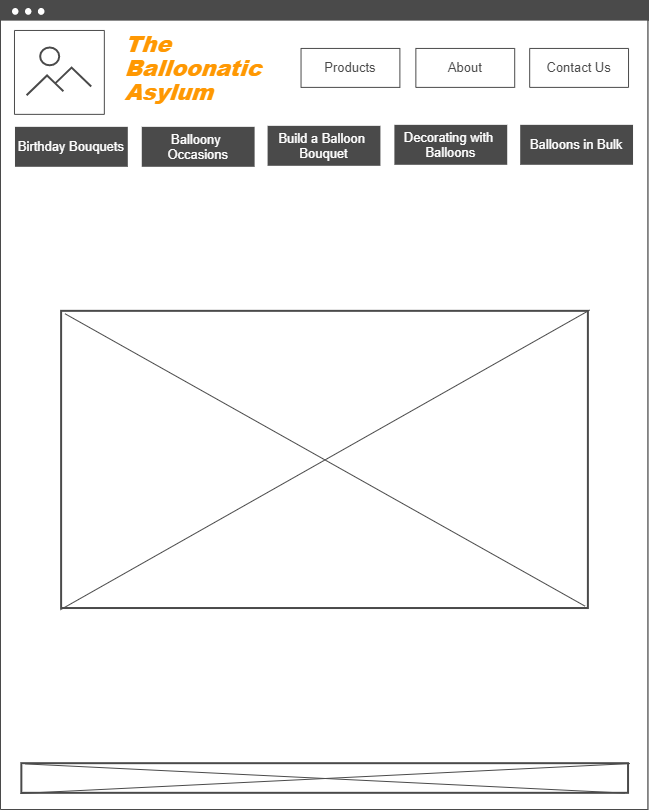 The
Balloonatic
Asylum
Products
About
Contact Us
Birthday Bouquets
Balloony
Occasions
Build a Balloon
Bouquet
Decorating with
Balloons
Balloons in Bulk